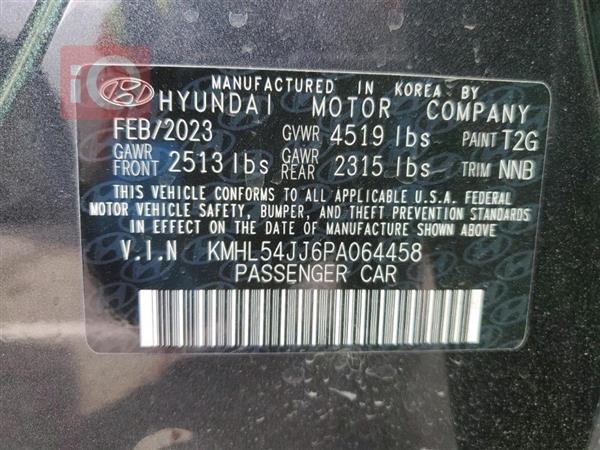 MANUFACTURED IN KOREA BY
HYUNDAI MOTOR COMPANY
FEB/2023 GVWR 4519 lbs PAINT T2G
GAWR FRONT 2513 lbs GAWR REAR 2315 lbs TRIM NNB
THIS VEHICLE CONFORMS TO ALL APPLICABLE U.S.A. FEDERAL
MOTOR VEHICLE SAFETY, BUMPER, AND THEFT PREVENTION STANDARDS
IN EFFECT ON THE DATE OF MANUFACTURE SHOWN ABOVE.
V.I.N KMHL54JJ6PA064458
PASSENGER CAR